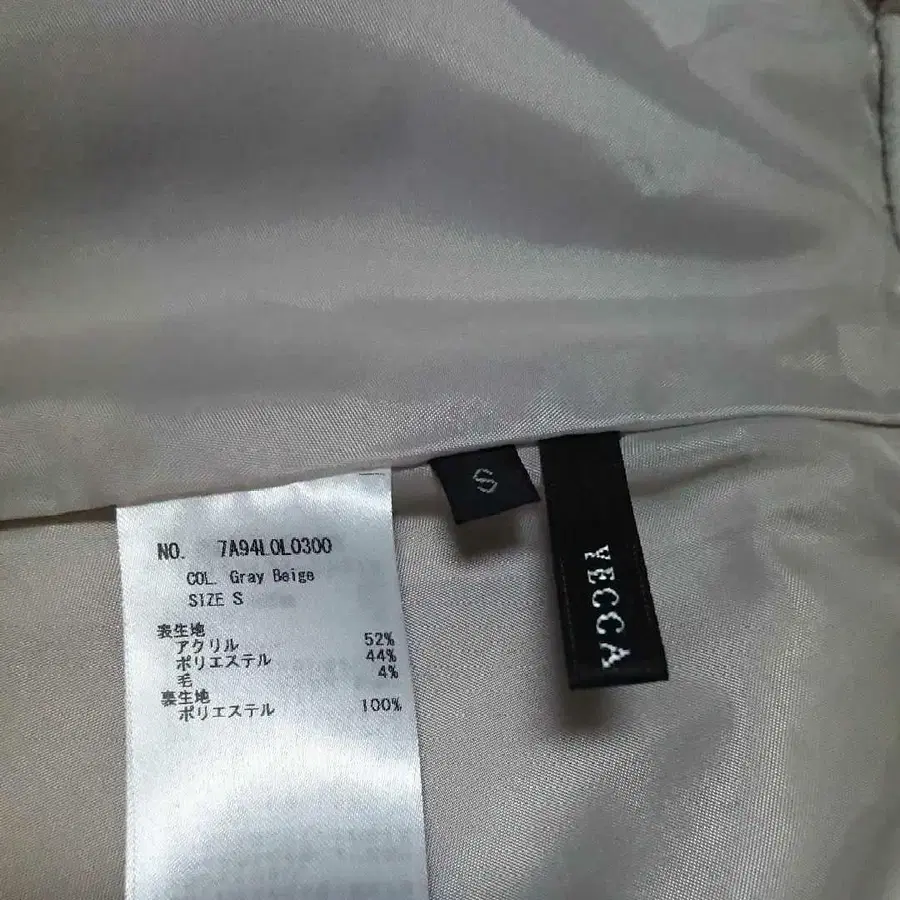 NO. 7A94L0L0300
COL. Gray Beige
SIZE S
表生地
アクリル 52%
ポリエステル 44%
毛 4%
裏生地
ポリエステル 100%
S
YECCA